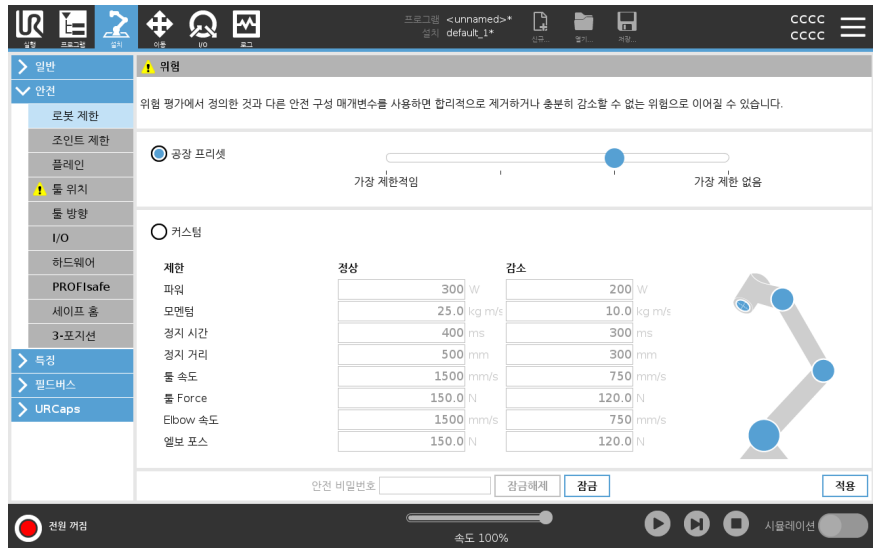 프로그램 <unnamed>*
설치 default_1*
실행 프로그램 설치 이동 I/O 로그 신규... 열기... 저장...
cccc
cccc
일반
안전
로봇 제한
조인트 제한
플레인
툴 위치
툴 방향
I/O
하드웨어
PROFIsafe
세이프 홈
3-포지션
특징
필드버스
URCaps
위험
위험 평가에서 정의한 것과 다른 안전 구성 매개변수를 사용하면 합리적으로 제거하거나 충분히 감소할 수 없는 위험으로 이어질 수 있습니다.
공장 프리셋
가장 제한적임 가장 제한 없음
커스텀
제한 정상 감소
파워 300 W 200 W
모멘텀 25.0 kg m/s 10.0 kg m/s
정지 시간 400 ms 300 ms
정지 거리 500 mm 300 mm
툴 속도 1500 mm/s 750 mm/s
툴 Force 150.0 N 120.0 N
Elbow 속도 1500 mm/s 750 mm/s
엘보 포스 150.0 N 120.0 N
안전 비밀번호 잠금해제 잠금 적용
전원 꺼짐
속도 100%
시뮬레이션